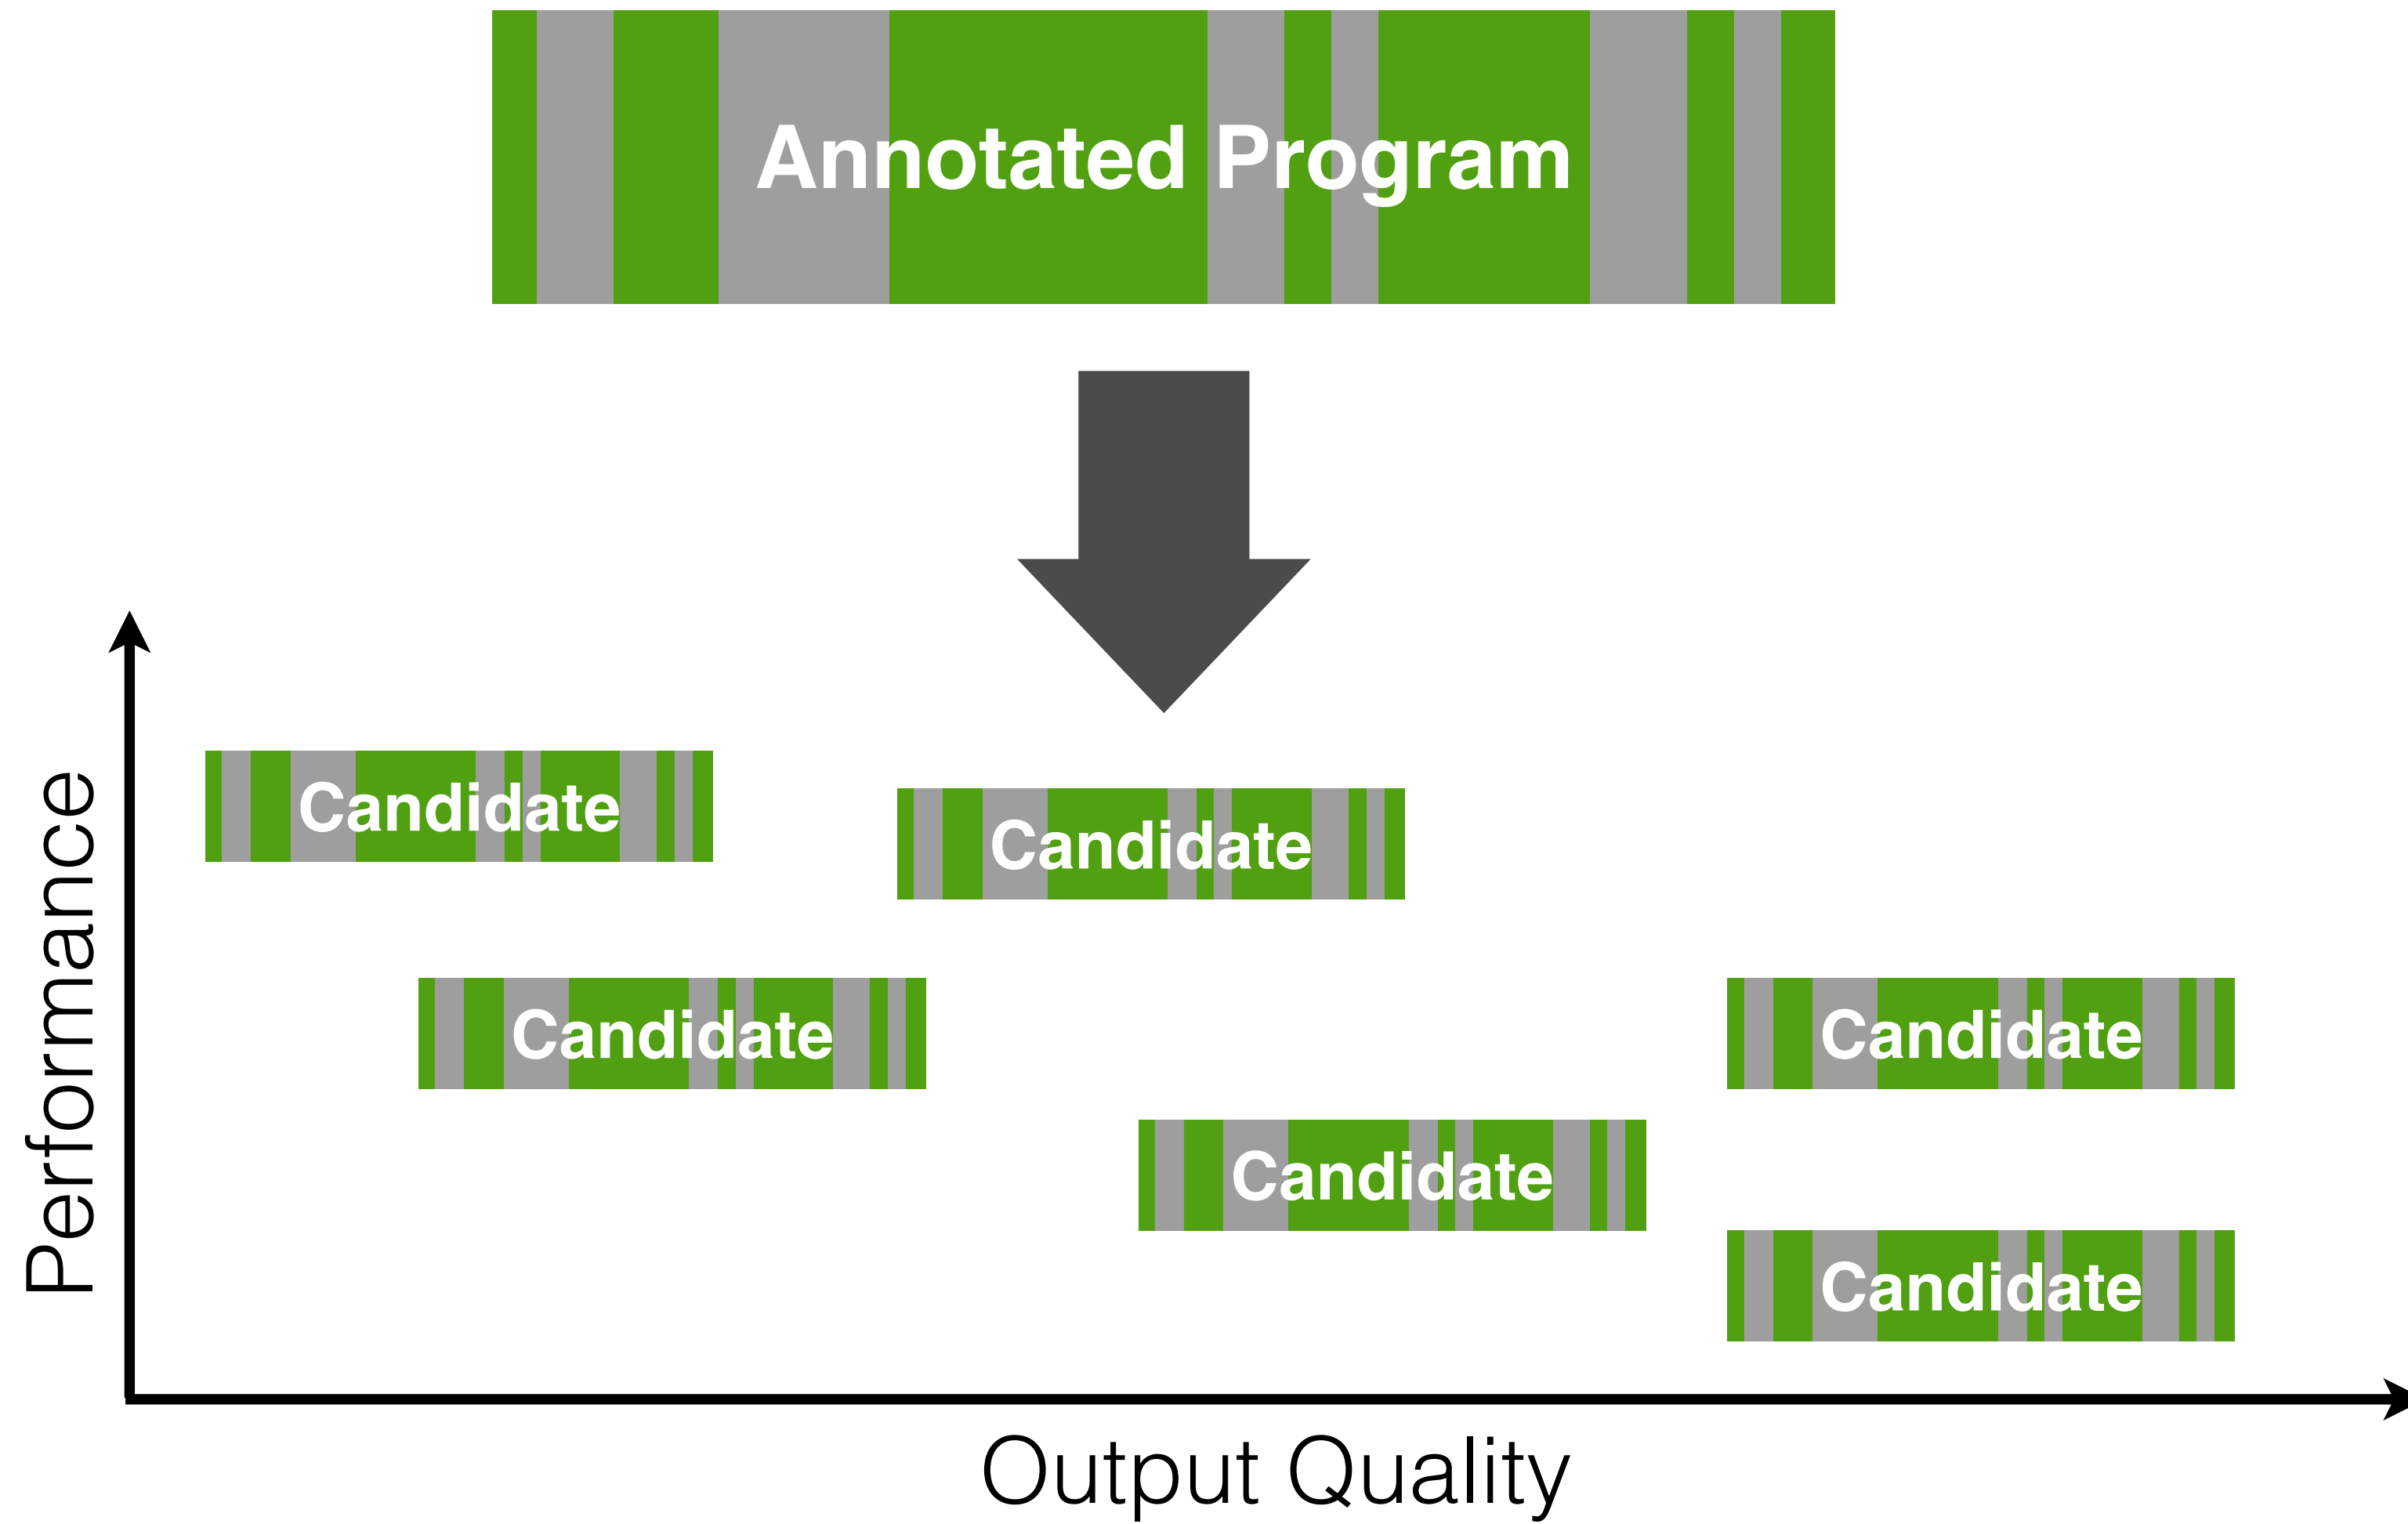 Annotated Program
Performance
Candidate
Candidate
Candidate
Candidate
Candidate
Candidate
Output Quality